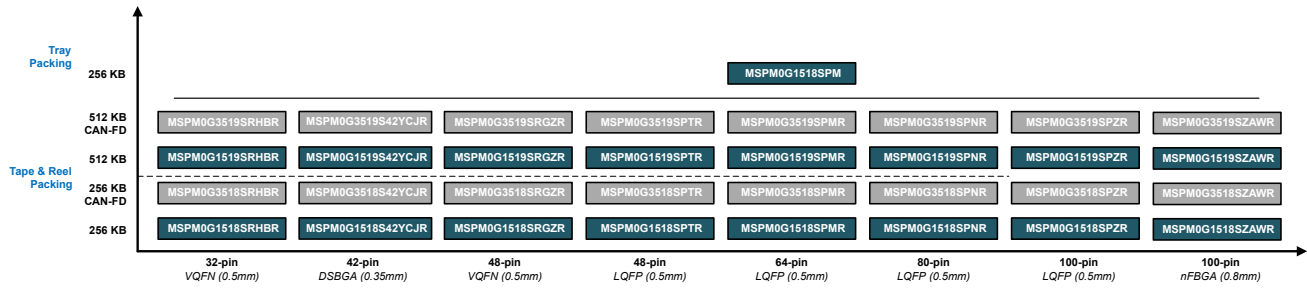 Tray
Packing
256 KB
MSPM0G1518SPM
512 KB
CAN-FD
MSPM0G3519SRHBR
MSPM0G3519S42YCJR
MSPM0G3519SRGZR
MSPM0G3519SPTR
MSPM0G3519SPMR
MSPM0G3519SPNR
MSPM0G3519SPZR
MSPM0G3519SZAWR
512 KB
MSPM0G1519SRHBR
MSPM0G1519S42YCJR
MSPM0G1519SRGZR
MSPM0G1519SPTR
MSPM0G1519SPMR
MSPM0G1519SPNR
MSPM0G1519SPZR
MSPM0G1519SZAWR
Tape & Reel
Packing
256 KB
CAN-FD
MSPM0G3518SRHBR
MSPM0G3518S42YCJR
MSPM0G3518SRGZR
MSPM0G3518SPTR
MSPM0G3518SPMR
MSPM0G3518SPNR
MSPM0G3518SPZR
MSPM0G3518SZAWR
256 KB
MSPM0G1518SRHBR
MSPM0G1518S42YCJR
MSPM0G1518SRGZR
MSPM0G1518SPTR
MSPM0G1518SPMR
MSPM0G1518SPNR
MSPM0G1518SPZR
MSPM0G1518SZAWR
32-pin
VQFN (0.5mm)
42-pin
DSBGA (0.35mm)
48-pin
VQFN (0.5mm)
48-pin
LQFP (0.5mm)
64-pin
LQFP (0.5mm)
80-pin
LQFP (0.5mm)
100-pin
LQFP (0.5mm)
100-pin
nFBGA (0.8mm)